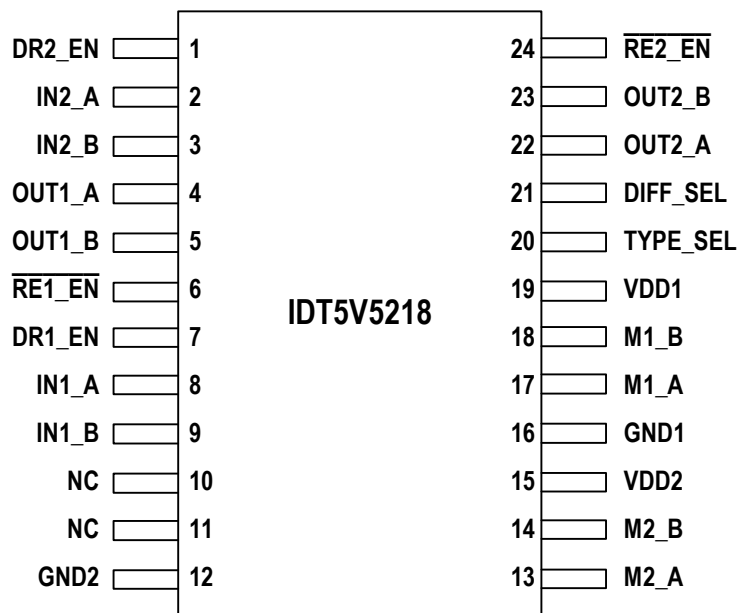 DR2_EN 1 24 RE2_EN
IN2_A 2 23 OUT2_B
IN2_B 3 22 OUT2_A
OUT1_A 4 21 DIFF_SEL
OUT1_B 5 20 TYPE_SEL
RE1_EN 6 19 VDD1
IDT5V5218
DR1_EN 7 18 M1_B
IN1_A 8 17 M1_A
IN1_B 9 16 GND1
NC 10 15 VDD2
NC 11 14 M2_B
GND2 12 13 M2_A